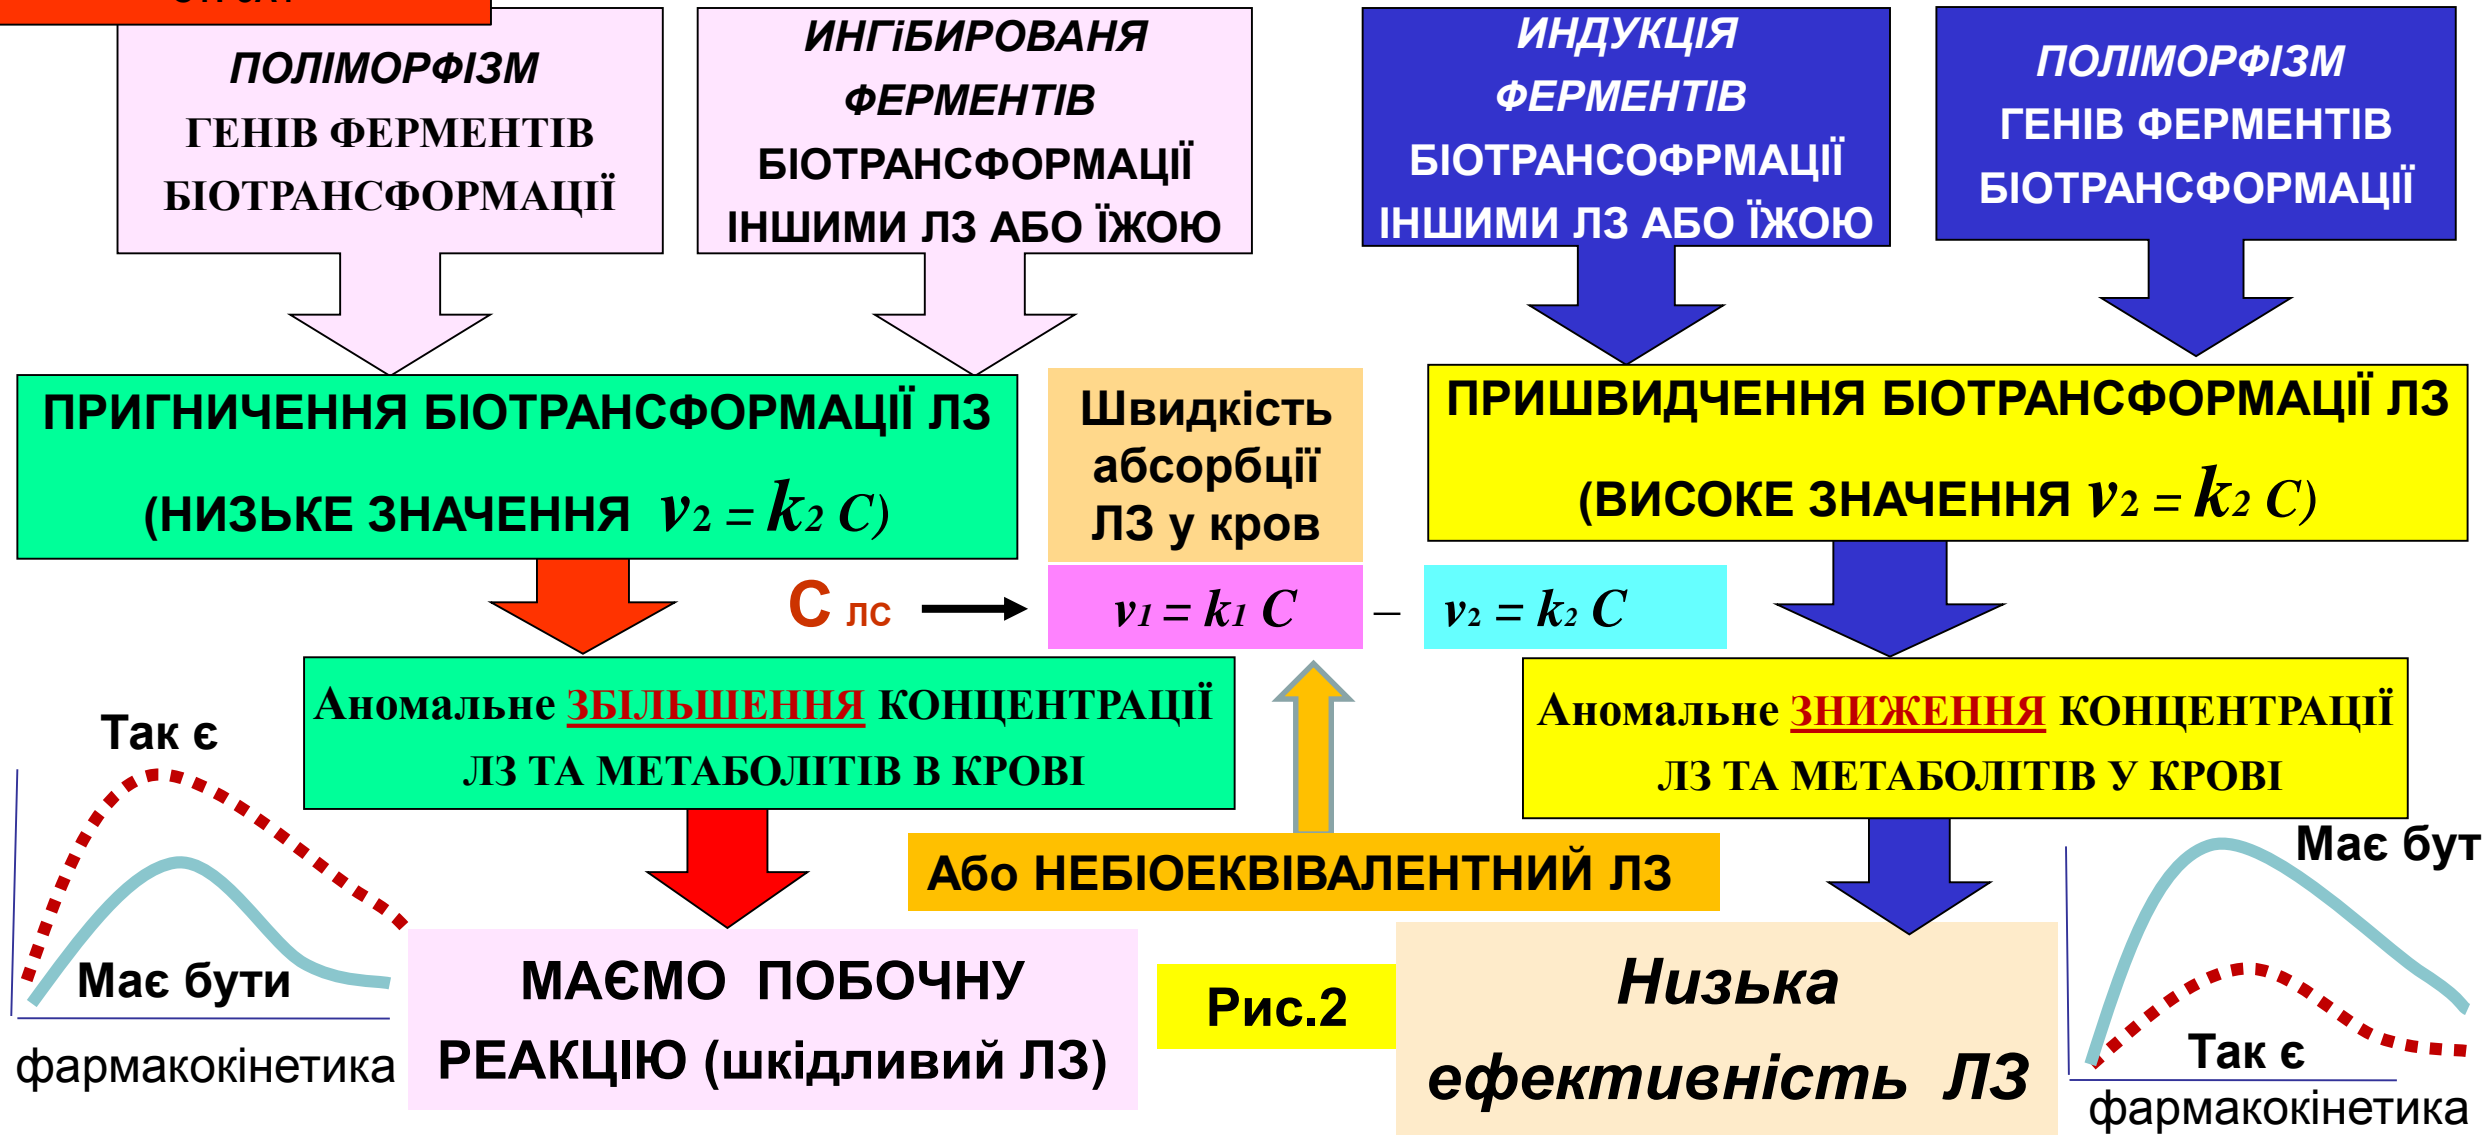 ПОЛІМОРФІЗМ
ГЕНІВ ФЕРМЕНТІВ
БІОТРАНСФОРМАЦІЇ
ИНГіБИРОВАНЯ
ФЕРМЕНТІВ
БІОТРАНСФОРМАЦІЇ
ІНШИМИ ЛЗ АБО ЇЖОЮ
ИНДУКЦІЯ
ФЕРМЕНТІВ
БІОТРАНСОФРМАЦІЇ
ІНШИМИ ЛЗ АБО ЇЖОЮ
ПОЛІМОРФІЗМ
ГЕНІВ ФЕРМЕНТІВ
БІОТРАНСФОРМАЦІЇ
ПРИГНИЧЕННЯ БІОТРАНСФОРМАЦІЇ ЛЗ
(НИЗЬКЕ ЗНАЧЕННЯ v₂ = k₂ C)
Швидкість
абсорбції
ЛЗ у кров
ПРИШВИДЧЕННЯ БІОТРАНСФОРМАЦІЇ ЛЗ
(ВИСОКЕ ЗНАЧЕННЯ v₂ = k₂ C)
С лс
v₁ = k₁ C – v₂ = k₂ C
Аномальне ЗБІЛЬШЕННЯ КОНЦЕНТРАЦІЇ
ЛЗ ТА МЕТАБОЛІТІВ В КРОВІ
Аномальне ЗНИЖЕННЯ КОНЦЕНТРАЦІЇ
ЛЗ ТА МЕТАБОЛІТІВ У КРОВІ
Так є
Має бути
фармакокінетика
Або НЕБІОЕКВІВАЛЕНТНИЙ ЛЗ
МАЄМО ПОБОЧНУ
РЕАКЦІЮ (шкідливий ЛЗ)
Рис.2
Низька
ефективність ЛЗ
Має бут
Так є
фармакокінетика